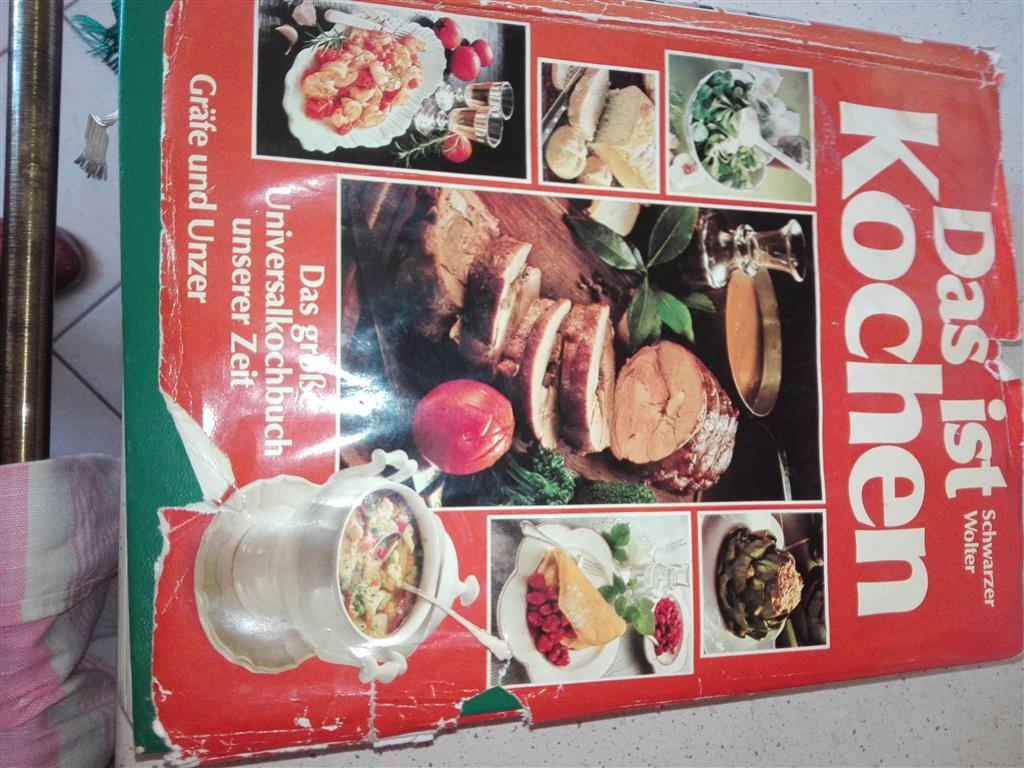 Schwarzer
Wolter
Das ist
Kochen
Das große
Universalkochbuch
unserer Zeit
Gräfe und Unzer